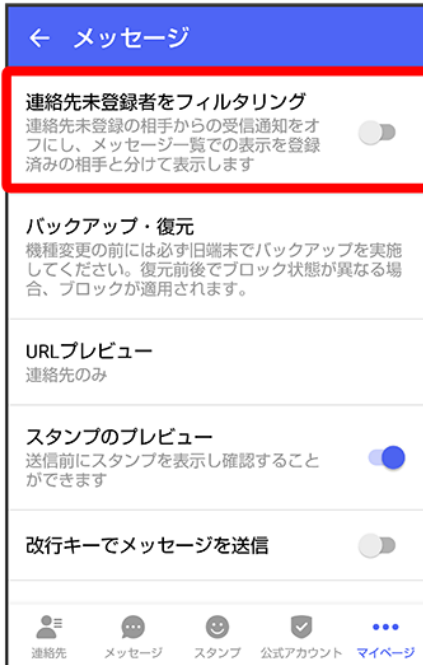 ← メッセージ
連絡先未登録者をフィルタリング
連絡先未登録の相手からの受信通知をオ
フにし、メッセージ一覧での表示を登録
済みの相手と分けて表示します
バックアップ・復元
機種変更の前には必ず旧端末でバックアップを実施
してください。復元前後でブロック状態が異なる場
合、ブロックが適用されます。
URLプレビュー
連絡先のみ
スタンプのプレビュー
送信前にスタンプを表示し確認すること
ができます
改行キーでメッセージを送信
連絡先 メッセージ スタンプ 公式アカウント マイページ